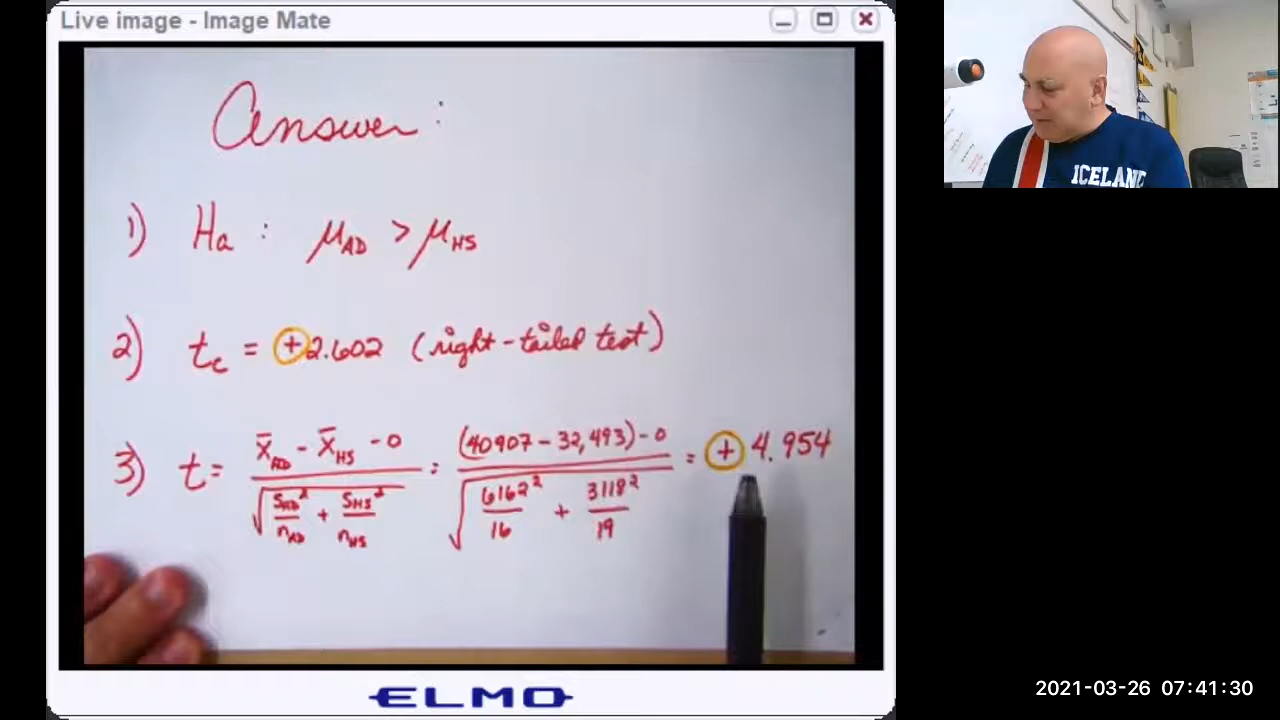 Live image - Image Mate
Answer:
ICELAND
1) Ha : μAD > μHS
2) tc = +2.602 (right-tailed test)
3) t = (x̄AD - x̄HS - 0) / √(sAD²/nAD + sHS²/nHS) = ((40907 - 32,493) - 0) / √(6162²/16 + 3118²/19) = + 4.954
ELMO
2021-03-26 07:41:30